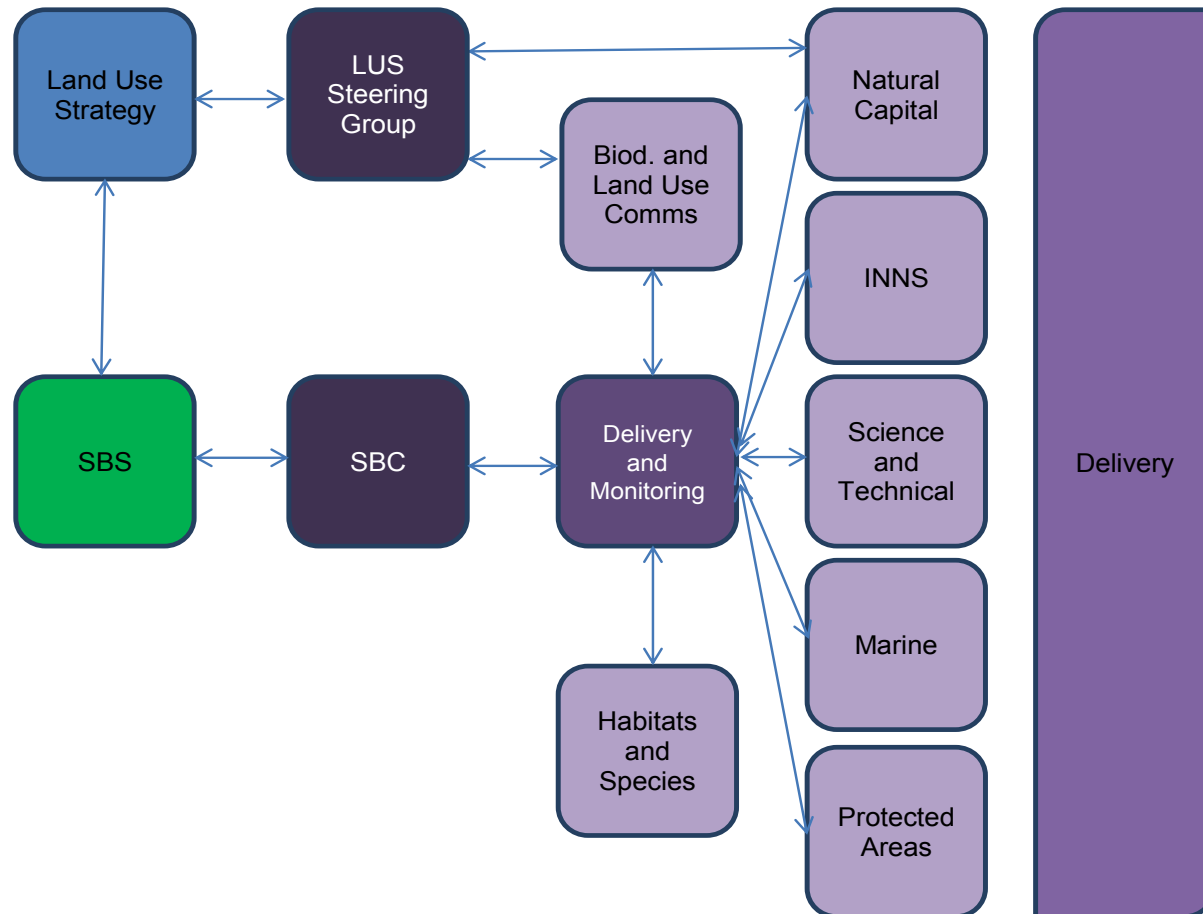 Land Use
Strategy
LUS
Steering
Group
Biod. and
Land Use
Comms
Natural
Capital
INNS
SBS
SBC
Delivery
and
Monitoring
Science
and
Technical
Delivery
Marine
Habitats
and
Species
Protected
Areas